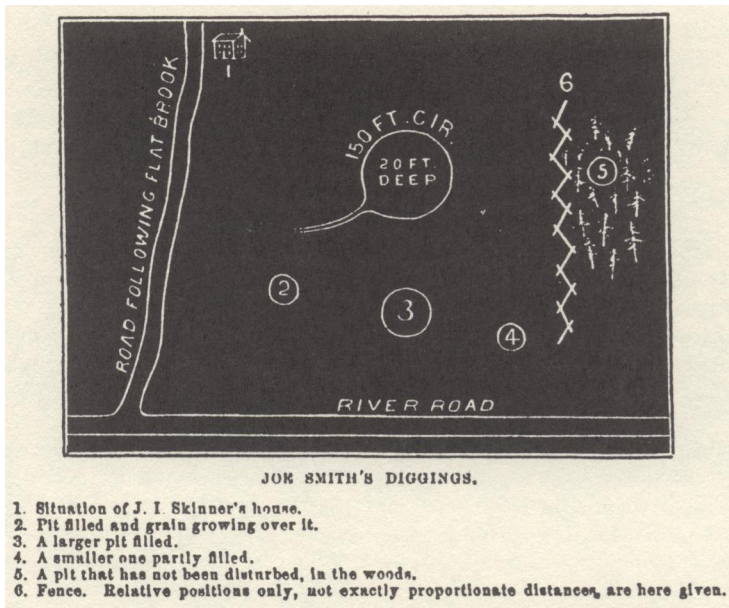 1
6
ROAD FOLLOWING FLAT BROOK
150 FT. CIR.
20 FT.
DEEP
5
2
3
4
RIVER ROAD
JOE SMITH'S DIGGINGS.
1. Situation of J. I. Skinner's house.
2. Pit filled and grain growing over it.
3. A larger pit filled.
4. A smaller one partly filled.
5. A pit that has not been disturbed, in the woods.
6. Fence. Relative positions only, not exactly proportionate distances, are here given.